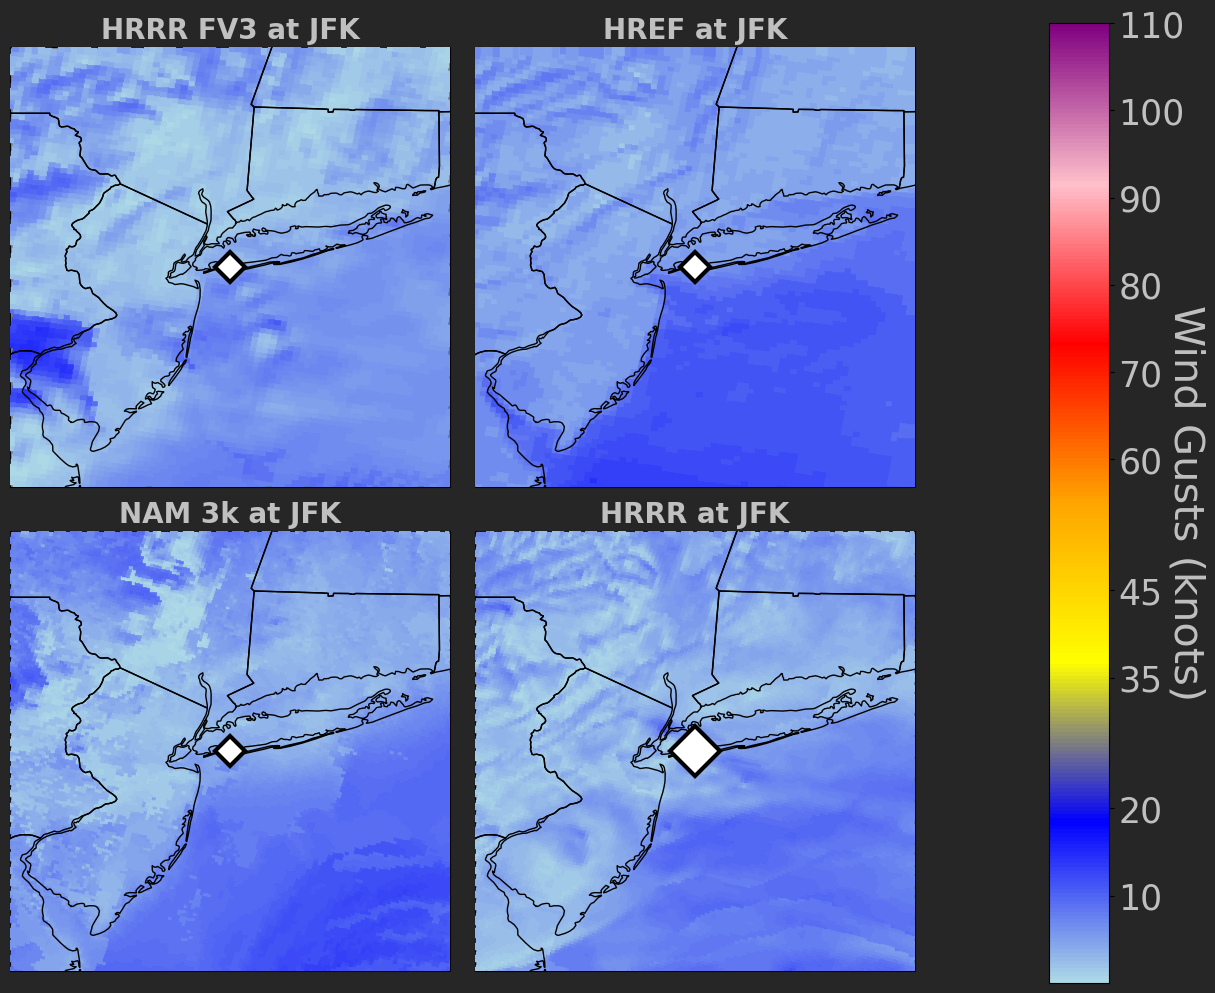 HRRR FV3 at JFK
HREF at JFK
NAM 3k at JFK
HRRR at JFK
110
100
90
80
70
60
45
35
20
10
Wind Gusts (knots)